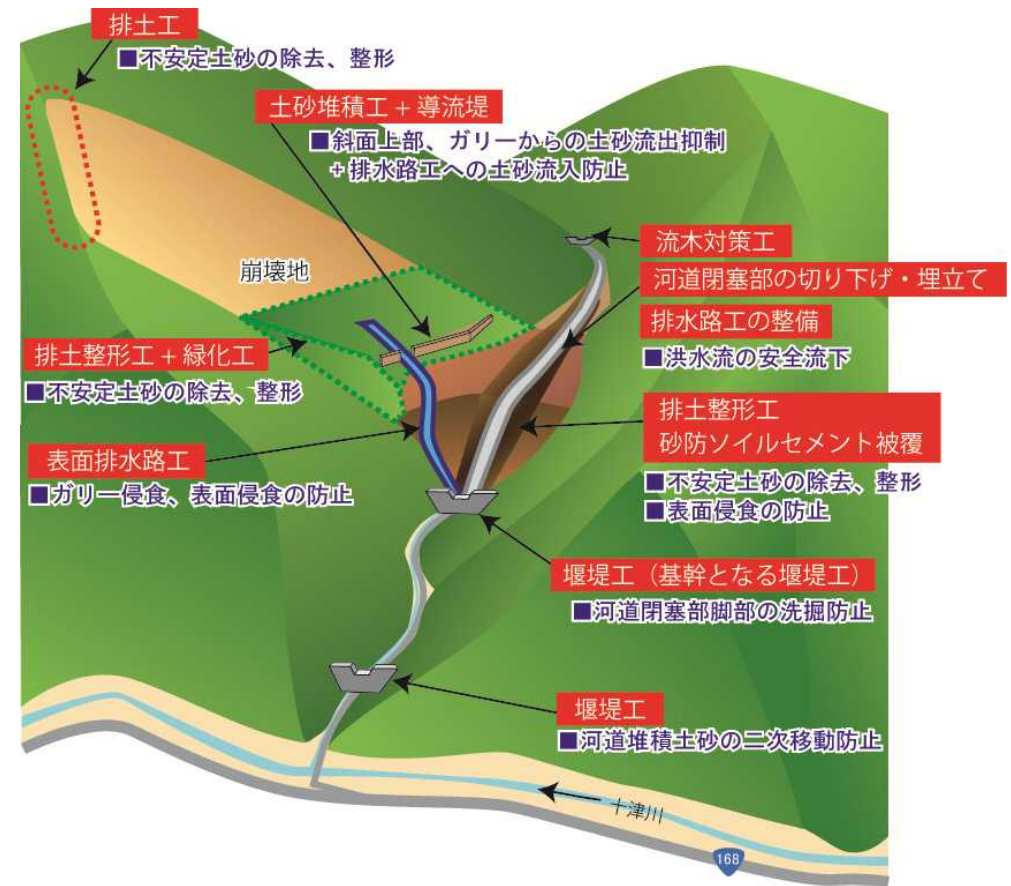 排土工
■不安定土砂の除去、整形
土砂堆積工+導流堤
■斜面上部、ガリーからの土砂流出抑制
+排水路工への土砂流入防止
流木対策工
河道閉塞部の切り下げ・埋立て
排水路工の整備
■洪水流の安全流下
崩壊地
排土整形工+緑化工
■不安定土砂の除去、整形
排土整形工
砂防ソイルセメント被覆
■不安定土砂の除去、整形
■表面侵食の防止
表面排水路工
■ガリー侵食、表面侵食の防止
堰堤工(基幹となる堰堤工)
■河道閉塞部脚部の洗掘防止
堰堤工
■河道堆積土砂の二次移動防止
十津川
168